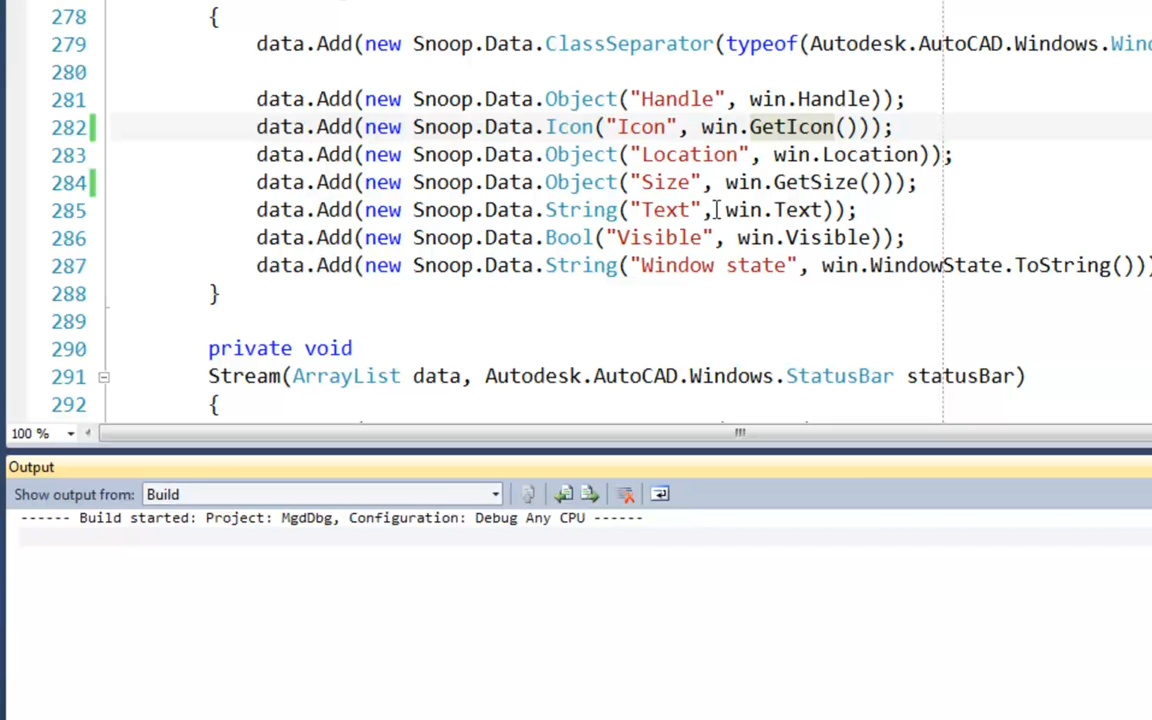 278 {
279 data.Add(new Snoop.Data.ClassSeparator(typeof(Autodesk.AutoCAD.Windows.Wind
280
281 data.Add(new Snoop.Data.Object("Handle", win.Handle));
282 data.Add(new Snoop.Data.Icon("Icon", win.GetIcon()));
283 data.Add(new Snoop.Data.Object("Location", win.Location));
284 data.Add(new Snoop.Data.Object("Size", win.GetSize()));
285 data.Add(new Snoop.Data.String("Text", win.Text));
286 data.Add(new Snoop.Data.Bool("Visible", win.Visible));
287 data.Add(new Snoop.Data.String("Window state", win.WindowState.ToString())
288 }
289
290 private void
291 Stream(ArrayList data, Autodesk.AutoCAD.Windows.StatusBar statusBar)
292 {
100 %
Output
Show output from: Build
------ Build started: Project: MgdDbg, Configuration: Debug Any CPU ------